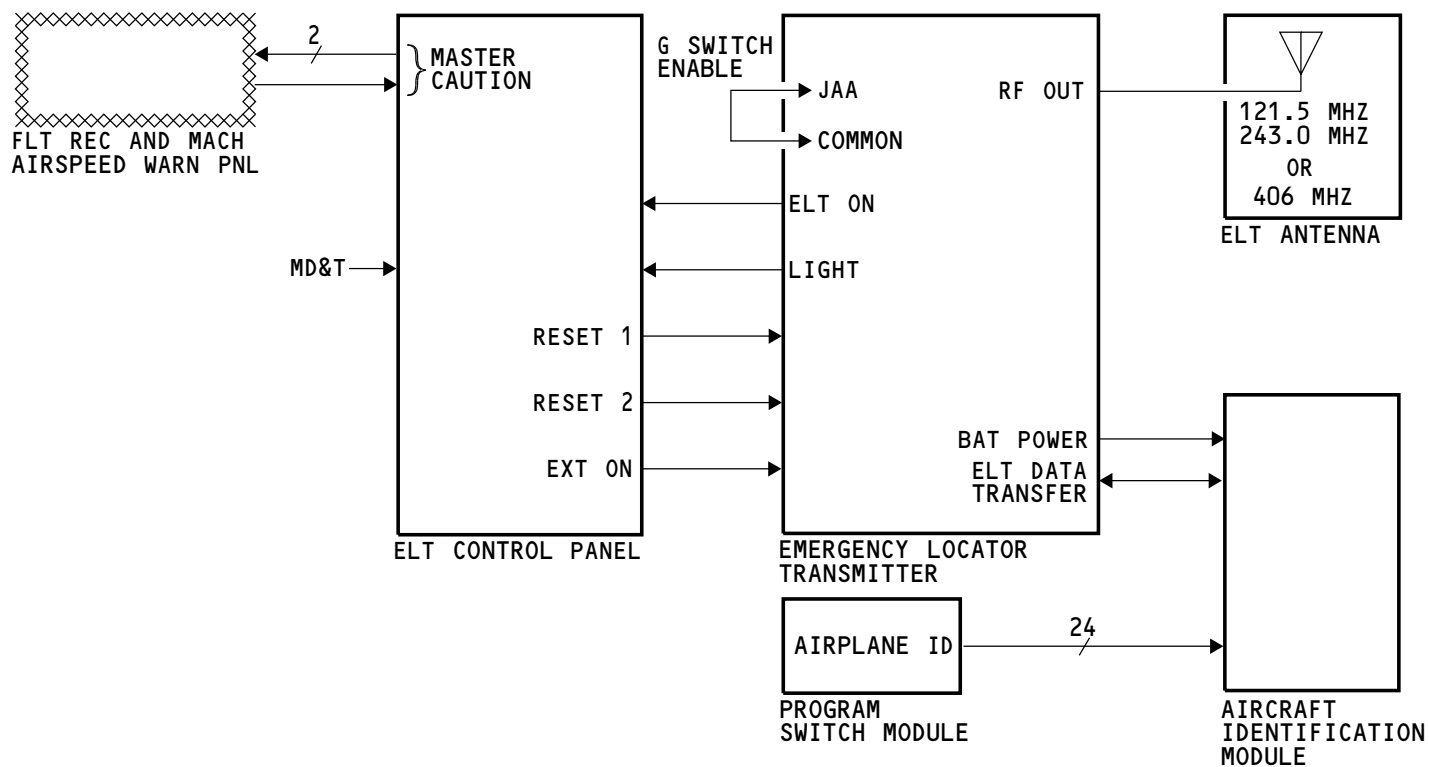 2
MASTER
CAUTION
FLT REC AND MACH
AIRSPEED WARN PNL
MD&T
RESET 1
RESET 2
EXT ON
ELT CONTROL PANEL
G SWITCH
ENABLE
JAA
COMMON
ELT ON
LIGHT
RF OUT
BAT POWER
ELT DATA
TRANSFER
EMERGENCY LOCATOR
TRANSMITTER
121.5 MHZ
243.0 MHZ
OR
406 MHZ
ELT ANTENNA
AIRPLANE ID
24
PROGRAM
SWITCH MODULE
AIRCRAFT
IDENTIFICATION
MODULE